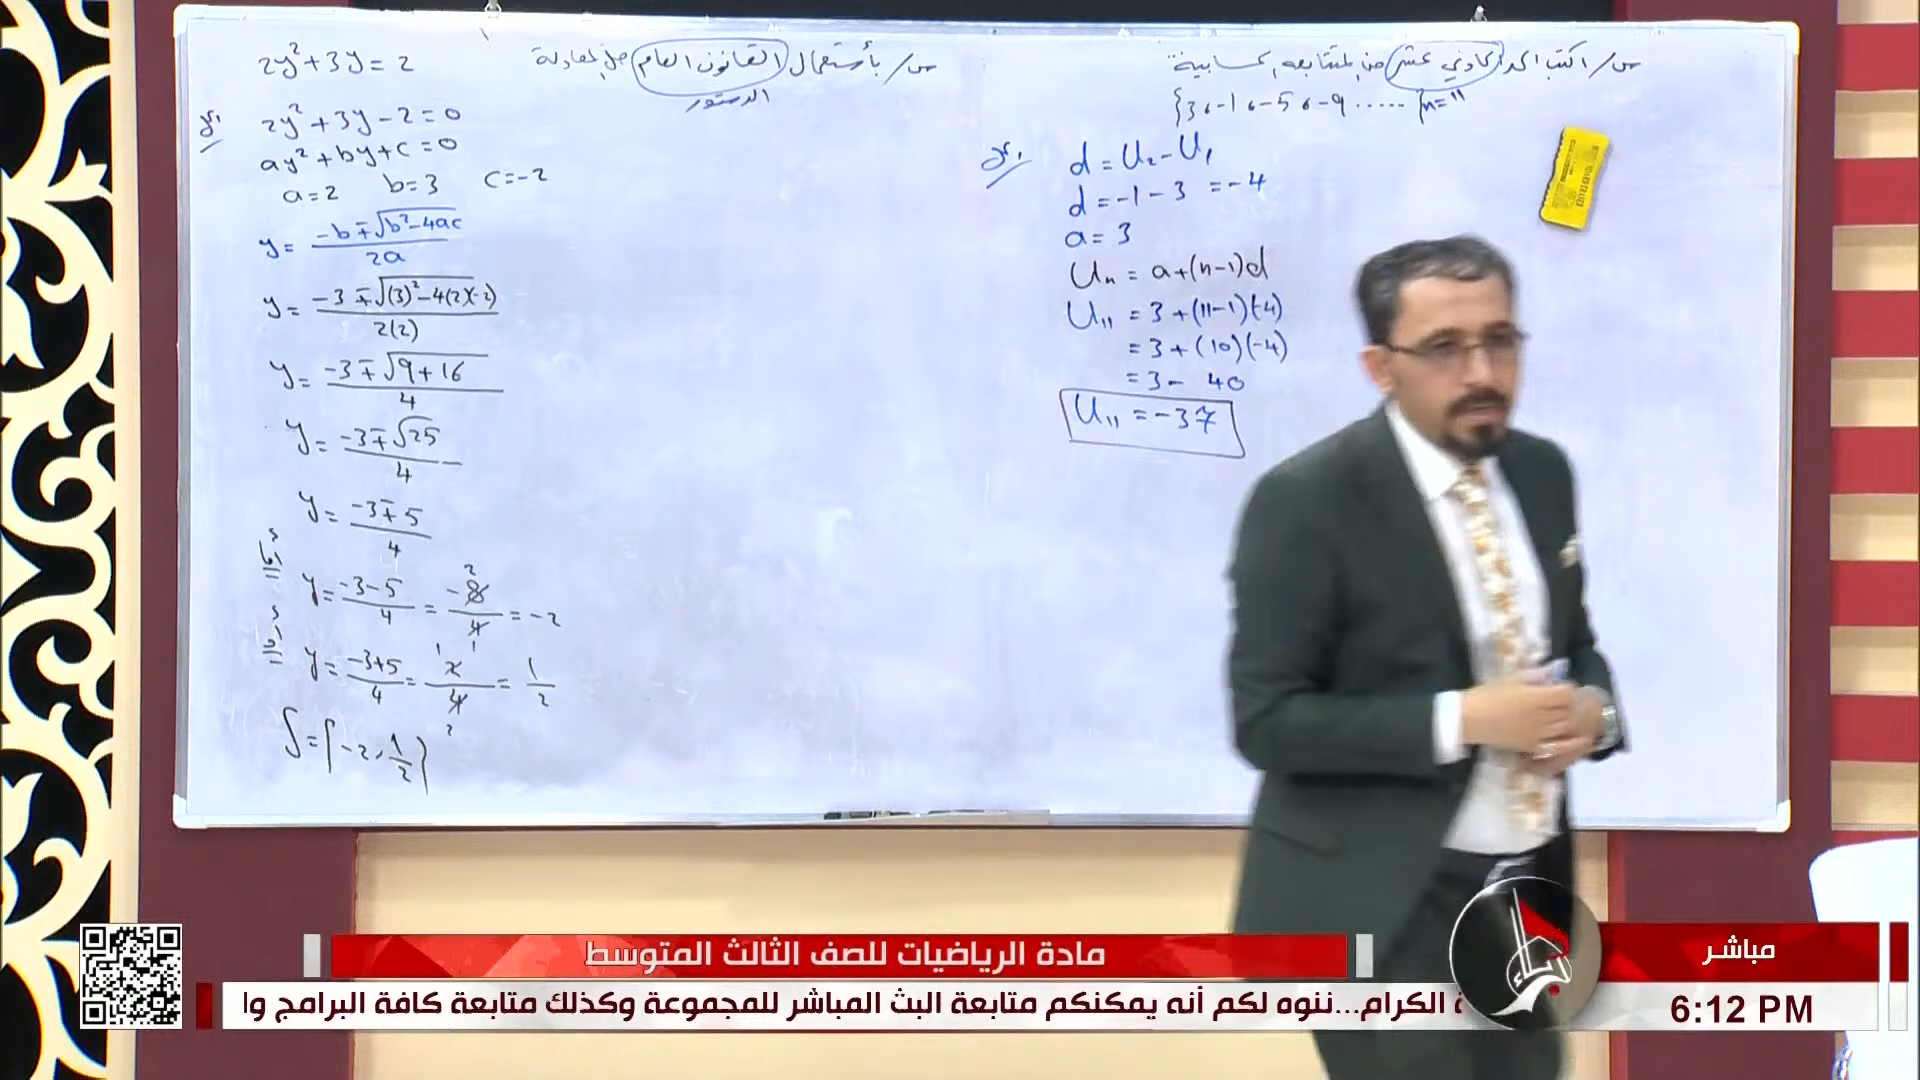 س/ اكتب الحد الحادي عشر من المتتابعة الحسابية
{3، -1، -5، -9 ......} n=11
d = U₂ - U₁
d = -1 - 3 = -4
a = 3
Uₙ = a+(n-1)d
U₁₁ = 3+(11-1)(-4)
= 3+(10)(-4)
= 3 - 40
U₁₁ = -37
س/ بأستعمال القانون العام حل المعادلة
الدستور
2y²+3y = 2
2y²+3y-2=0
ay²+by+c=0
a=2 b=3 c=-2
y= -b∓√b²-4ac / 2a
y= -3∓√(3)²-4(2)(-2) / 2(2)
y= -3∓√9+16 / 4
y= -3∓√25 / 4
y= -3∓5 / 4
أما y= -3-5 / 4 = -8 / 4 = -2
أو y= -3+5 / 4 = 2 / 4 = 1 / 2
S={-2, 1/2}
مادة الرياضيات للصف الثالث المتوسط
مباشر
ة الكرام...ننوه لكم أنه يمكنكم متابعة البث المباشر للمجموعة وكذلك متابعة كافة البرامج وا
6:12 PM